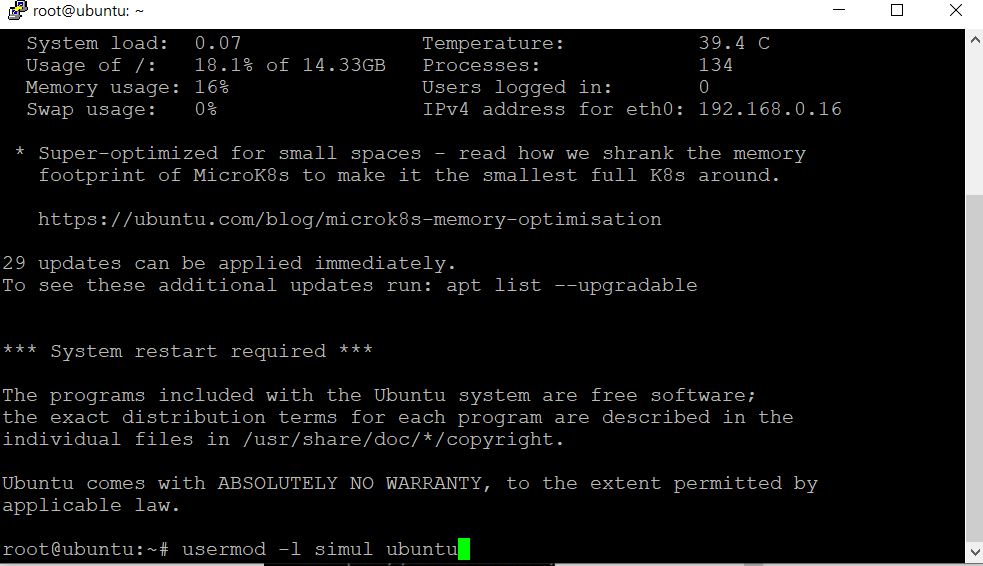 root@ubuntu: ~
System load: 0.07 Temperature: 39.4 C
Usage of /: 18.1% of 14.33GB Processes: 134
Memory usage: 16% Users logged in: 0
Swap usage: 0% IPv4 address for eth0: 192.168.0.16
* Super-optimized for small spaces - read how we shrank the memory
footprint of MicroK8s to make it the smallest full K8s around.
https://ubuntu.com/blog/microk8s-memory-optimisation
29 updates can be applied immediately.
To see these additional updates run: apt list --upgradable
*** System restart required ***
The programs included with the Ubuntu system are free software;
the exact distribution terms for each program are described in the
individual files in /usr/share/doc/*/copyright.
Ubuntu comes with ABSOLUTELY NO WARRANTY, to the extent permitted by
applicable law.
root@ubuntu:~# usermod -l simul ubuntu